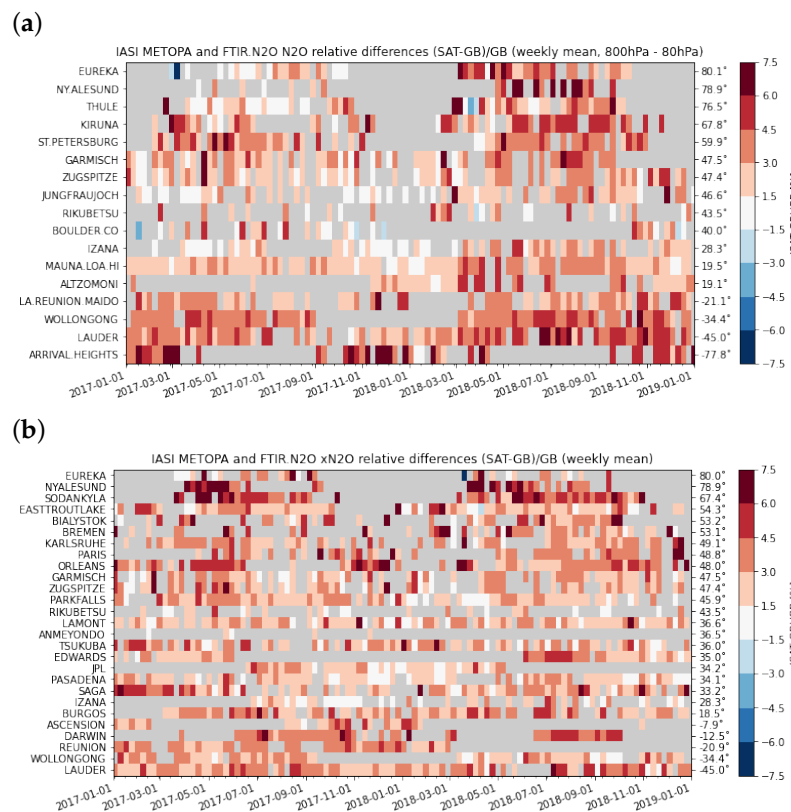 (a)
IASI METOPA and FTIR.N2O N2O relative differences (SAT-GB)/GB (weekly mean, 800hPa - 80hPa)
EUREKA 80.1°
NY.ALESUND 78.9°
THULE 76.5°
KIRUNA 67.8°
ST.PETERSBURG 59.9°
GARMISCH 47.5°
ZUGSPITZE 47.4°
JUNGFRAUJOCH 46.6°
RIKUBETSU 43.5°
BOULDER.CO 40.0°
IZANA 28.3°
MAUNA.LOA.HI 19.5°
ALTZOMONI 19.1°
LA.REUNION.MAIDO -21.1°
WOLLONGONG -34.4°
LAUDER -45.0°
ARRIVAL.HEIGHTS -77.8°
2017-01-01 2017-03-01 2017-05-01 2017-07-01 2017-09-01 2017-11-01 2018-01-01 2018-03-01 2018-05-01 2018-07-01 2018-09-01 2018-11-01 2019-01-01
7.5
6.0
4.5
3.0
1.5
−1.5
−3.0
−4.5
−6.0
−7.5
(b)
IASI METOPA and FTIR.N2O xN2O relative differences (SAT-GB)/GB (weekly mean)
EUREKA 80.0°
NYALESUND 78.9°
SODANKYLA 67.4°
EASTTROUTLAKE 54.3°
BIALYSTOK 53.2°
BREMEN 53.1°
KARLSRUHE 49.1°
PARIS 48.8°
ORLEANS 48.0°
GARMISCH 47.5°
ZUGSPITZE 47.4°
PARKFALLS 45.9°
RIKUBETSU 43.5°
LAMONT 36.6°
ANMEYONDO 36.5°
TSUKUBA 36.0°
EDWARDS 35.0°
JPL 34.2°
PASADENA 34.1°
SAGA 33.2°
IZANA 28.3°
BURGOS 18.5°
ASCENSION -7.9°
DARWIN -12.5°
REUNION -20.9°
WOLLONGONG -34.4°
LAUDER -45.0°
2017-01-01 2017-03-01 2017-05-01 2017-07-01 2017-09-01 2017-11-01 2018-01-01 2018-03-01 2018-05-01 2018-07-01 2018-09-01 2018-11-01 2019-01-01
7.5
6.0
4.5
3.0
1.5
−1.5
−3.0
−4.5
−6.0
−7.5